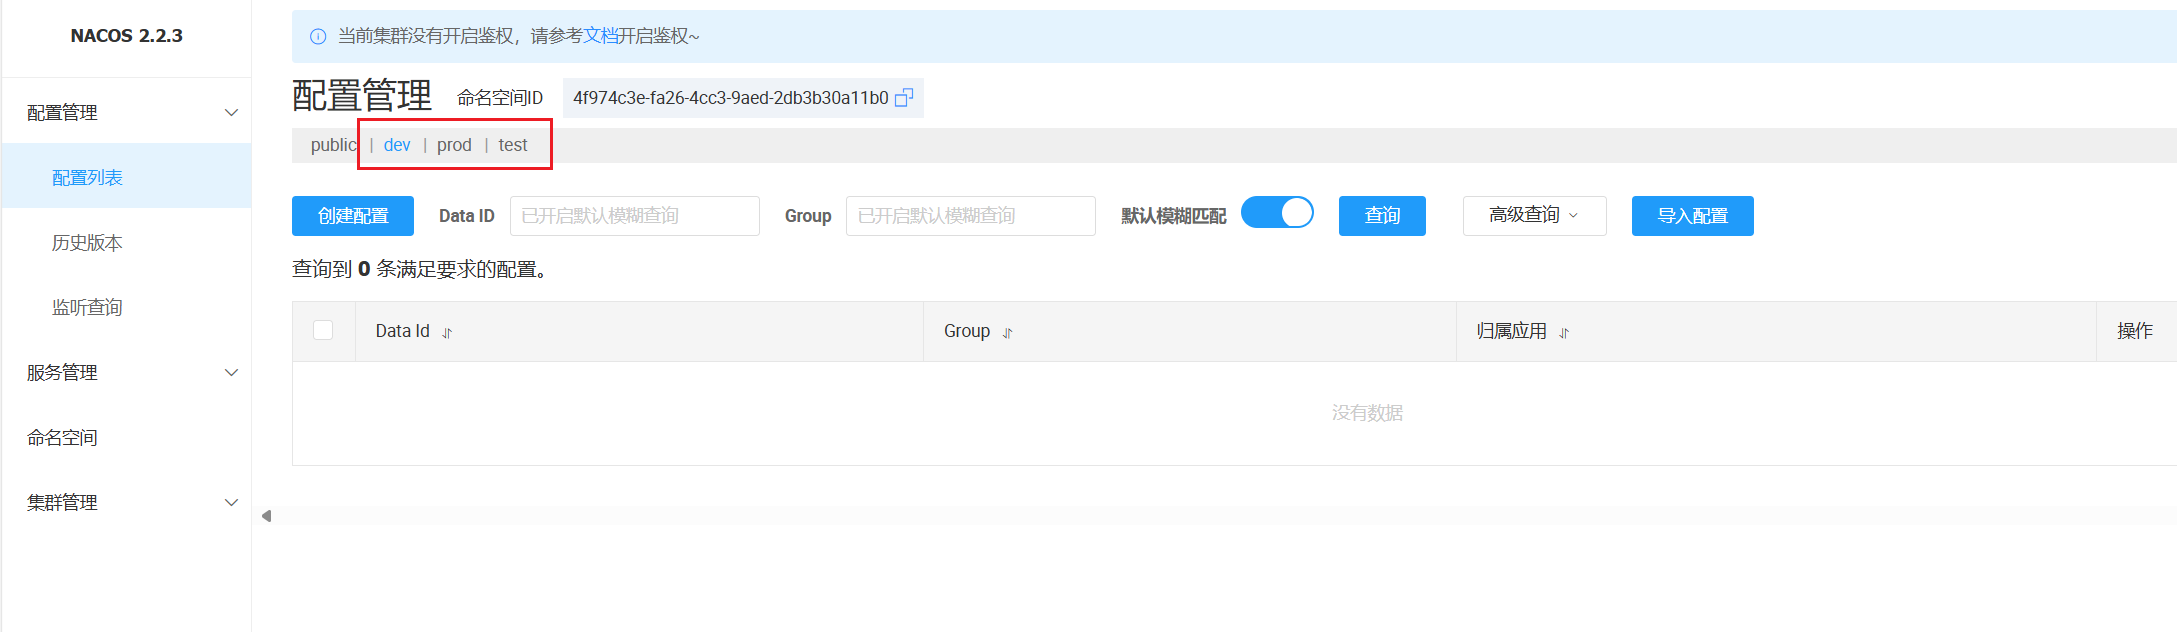 NACOS 2.2.3
配置管理
配置列表
历史版本
监听查询
服务管理
命名空间
集群管理
当前集群没有开启鉴权，请参考文档开启鉴权~
配置管理 命名空间ID 4f974c3e-fa26-4cc3-9aed-2db3b30a11b0
public | dev | prod | test
创建配置 Data ID 已开启默认模糊查询 Group 已开启默认模糊查询 默认模糊匹配 查询 高级查询 导入配置
查询到 0 条满足要求的配置。
Data Id Group 归属应用 操作
没有数据